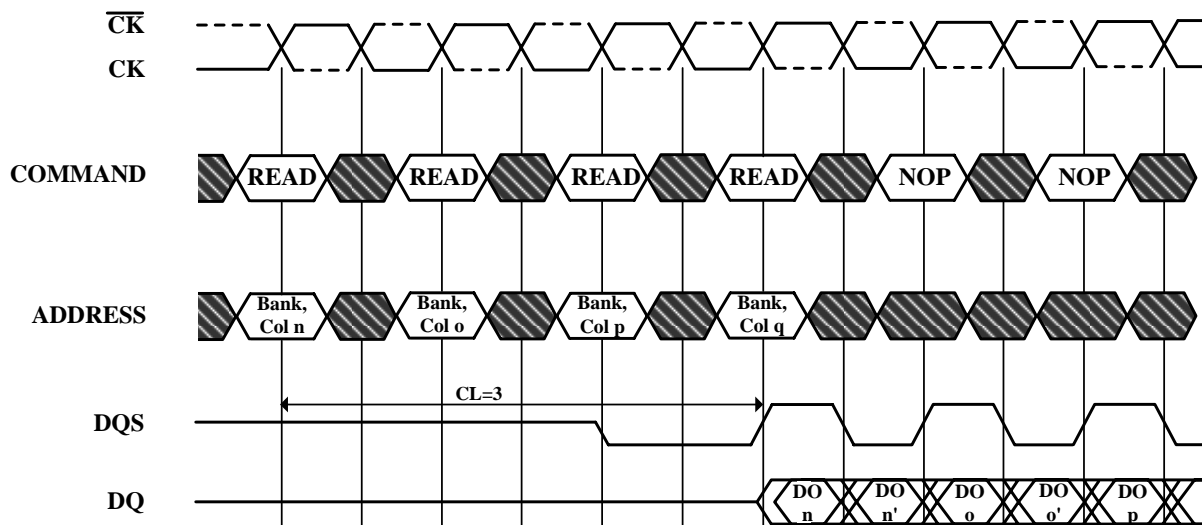 CK
CK
COMMAND READ READ READ READ NOP NOP
ADDRESS Bank, Col n Bank, Col o Bank, Col p Bank, Col q
CL=3
DQS
DQ DO n DO n' DO o DO o' DO p